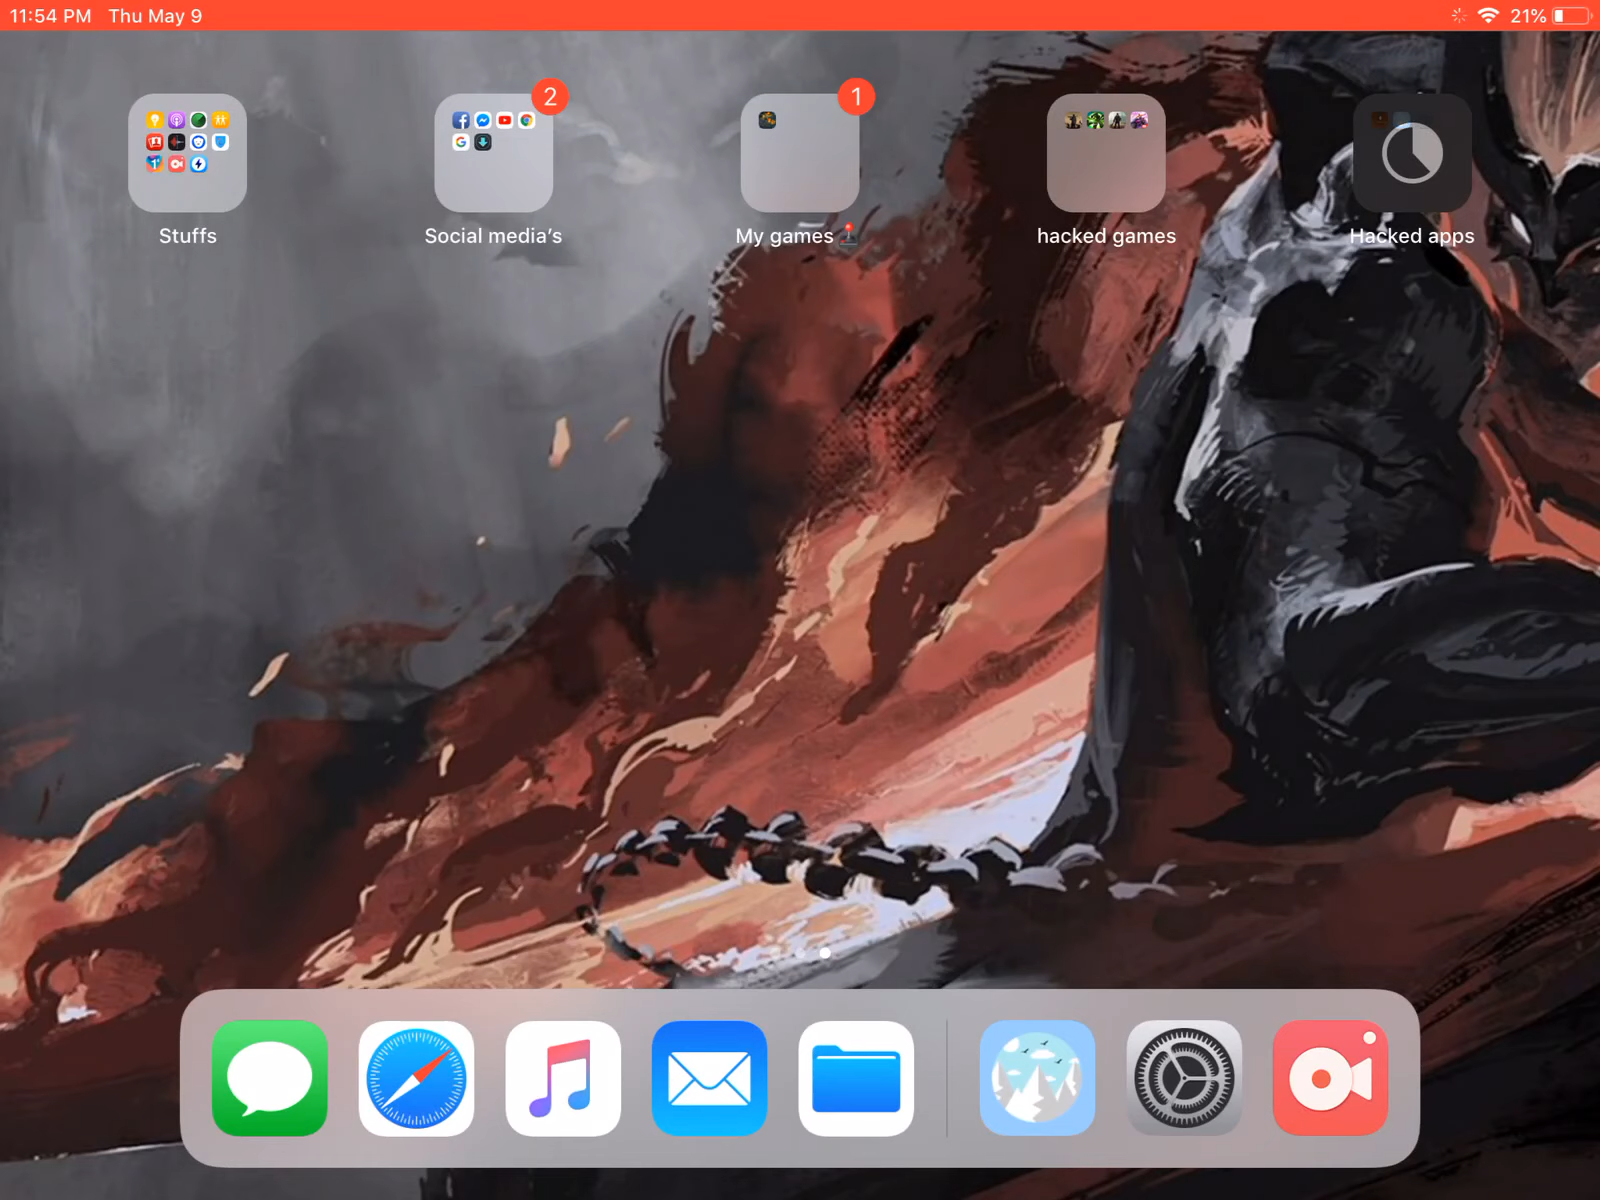 11:54 PM Thu May 9 21%
2 1
Stuffs Social media's My games hacked games Hacked apps